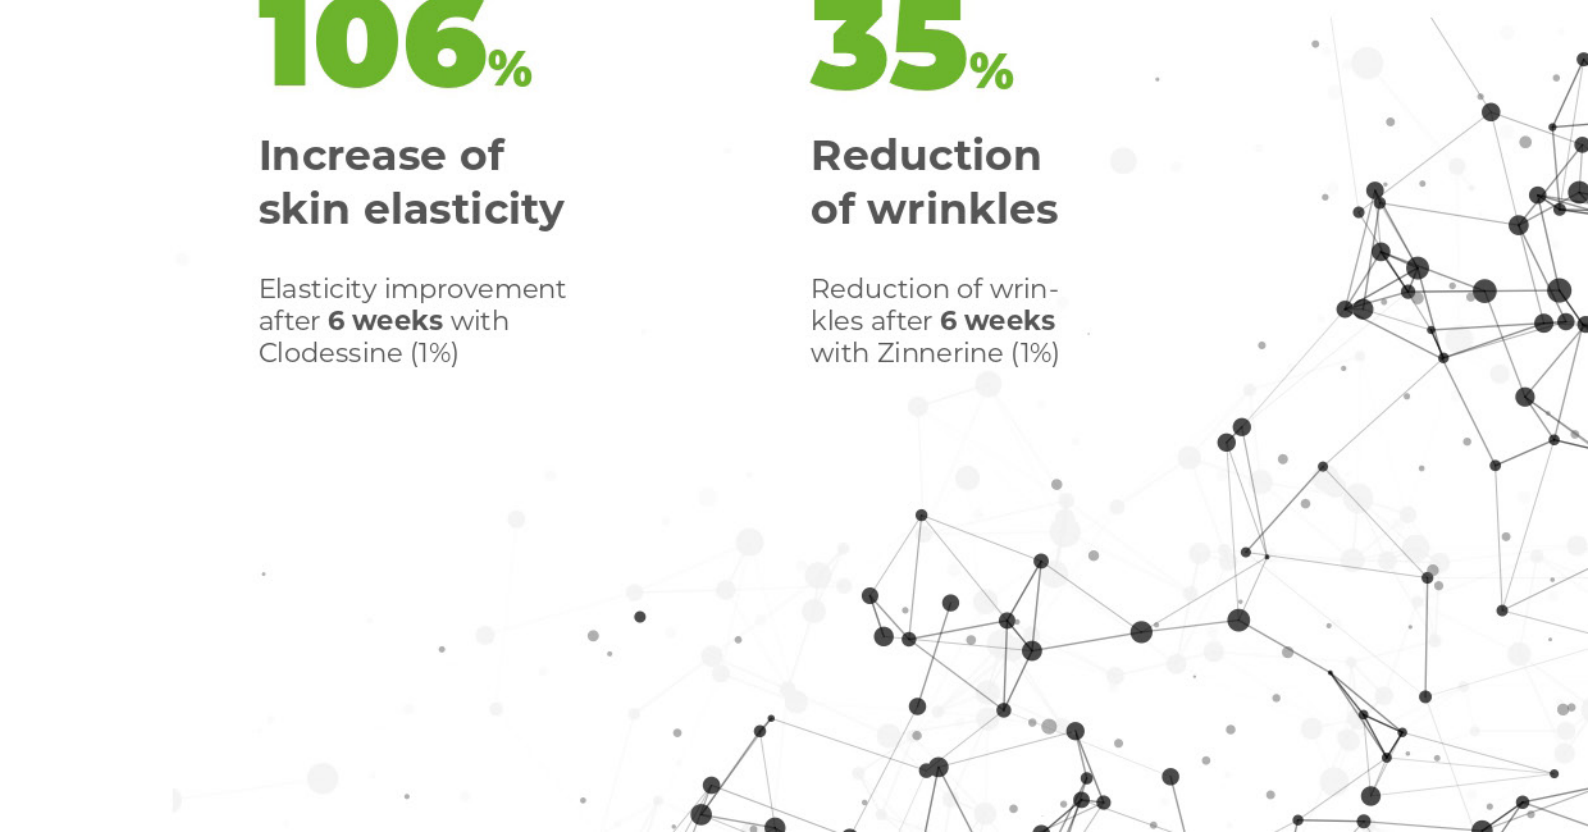 106%
Increase of
skin elasticity
Elasticity improvement
after 6 weeks with
Clodessine (1%)
35%
Reduction
of wrinkles
Reduction of wrin-
kles after 6 weeks
with Zinnerine (1%)